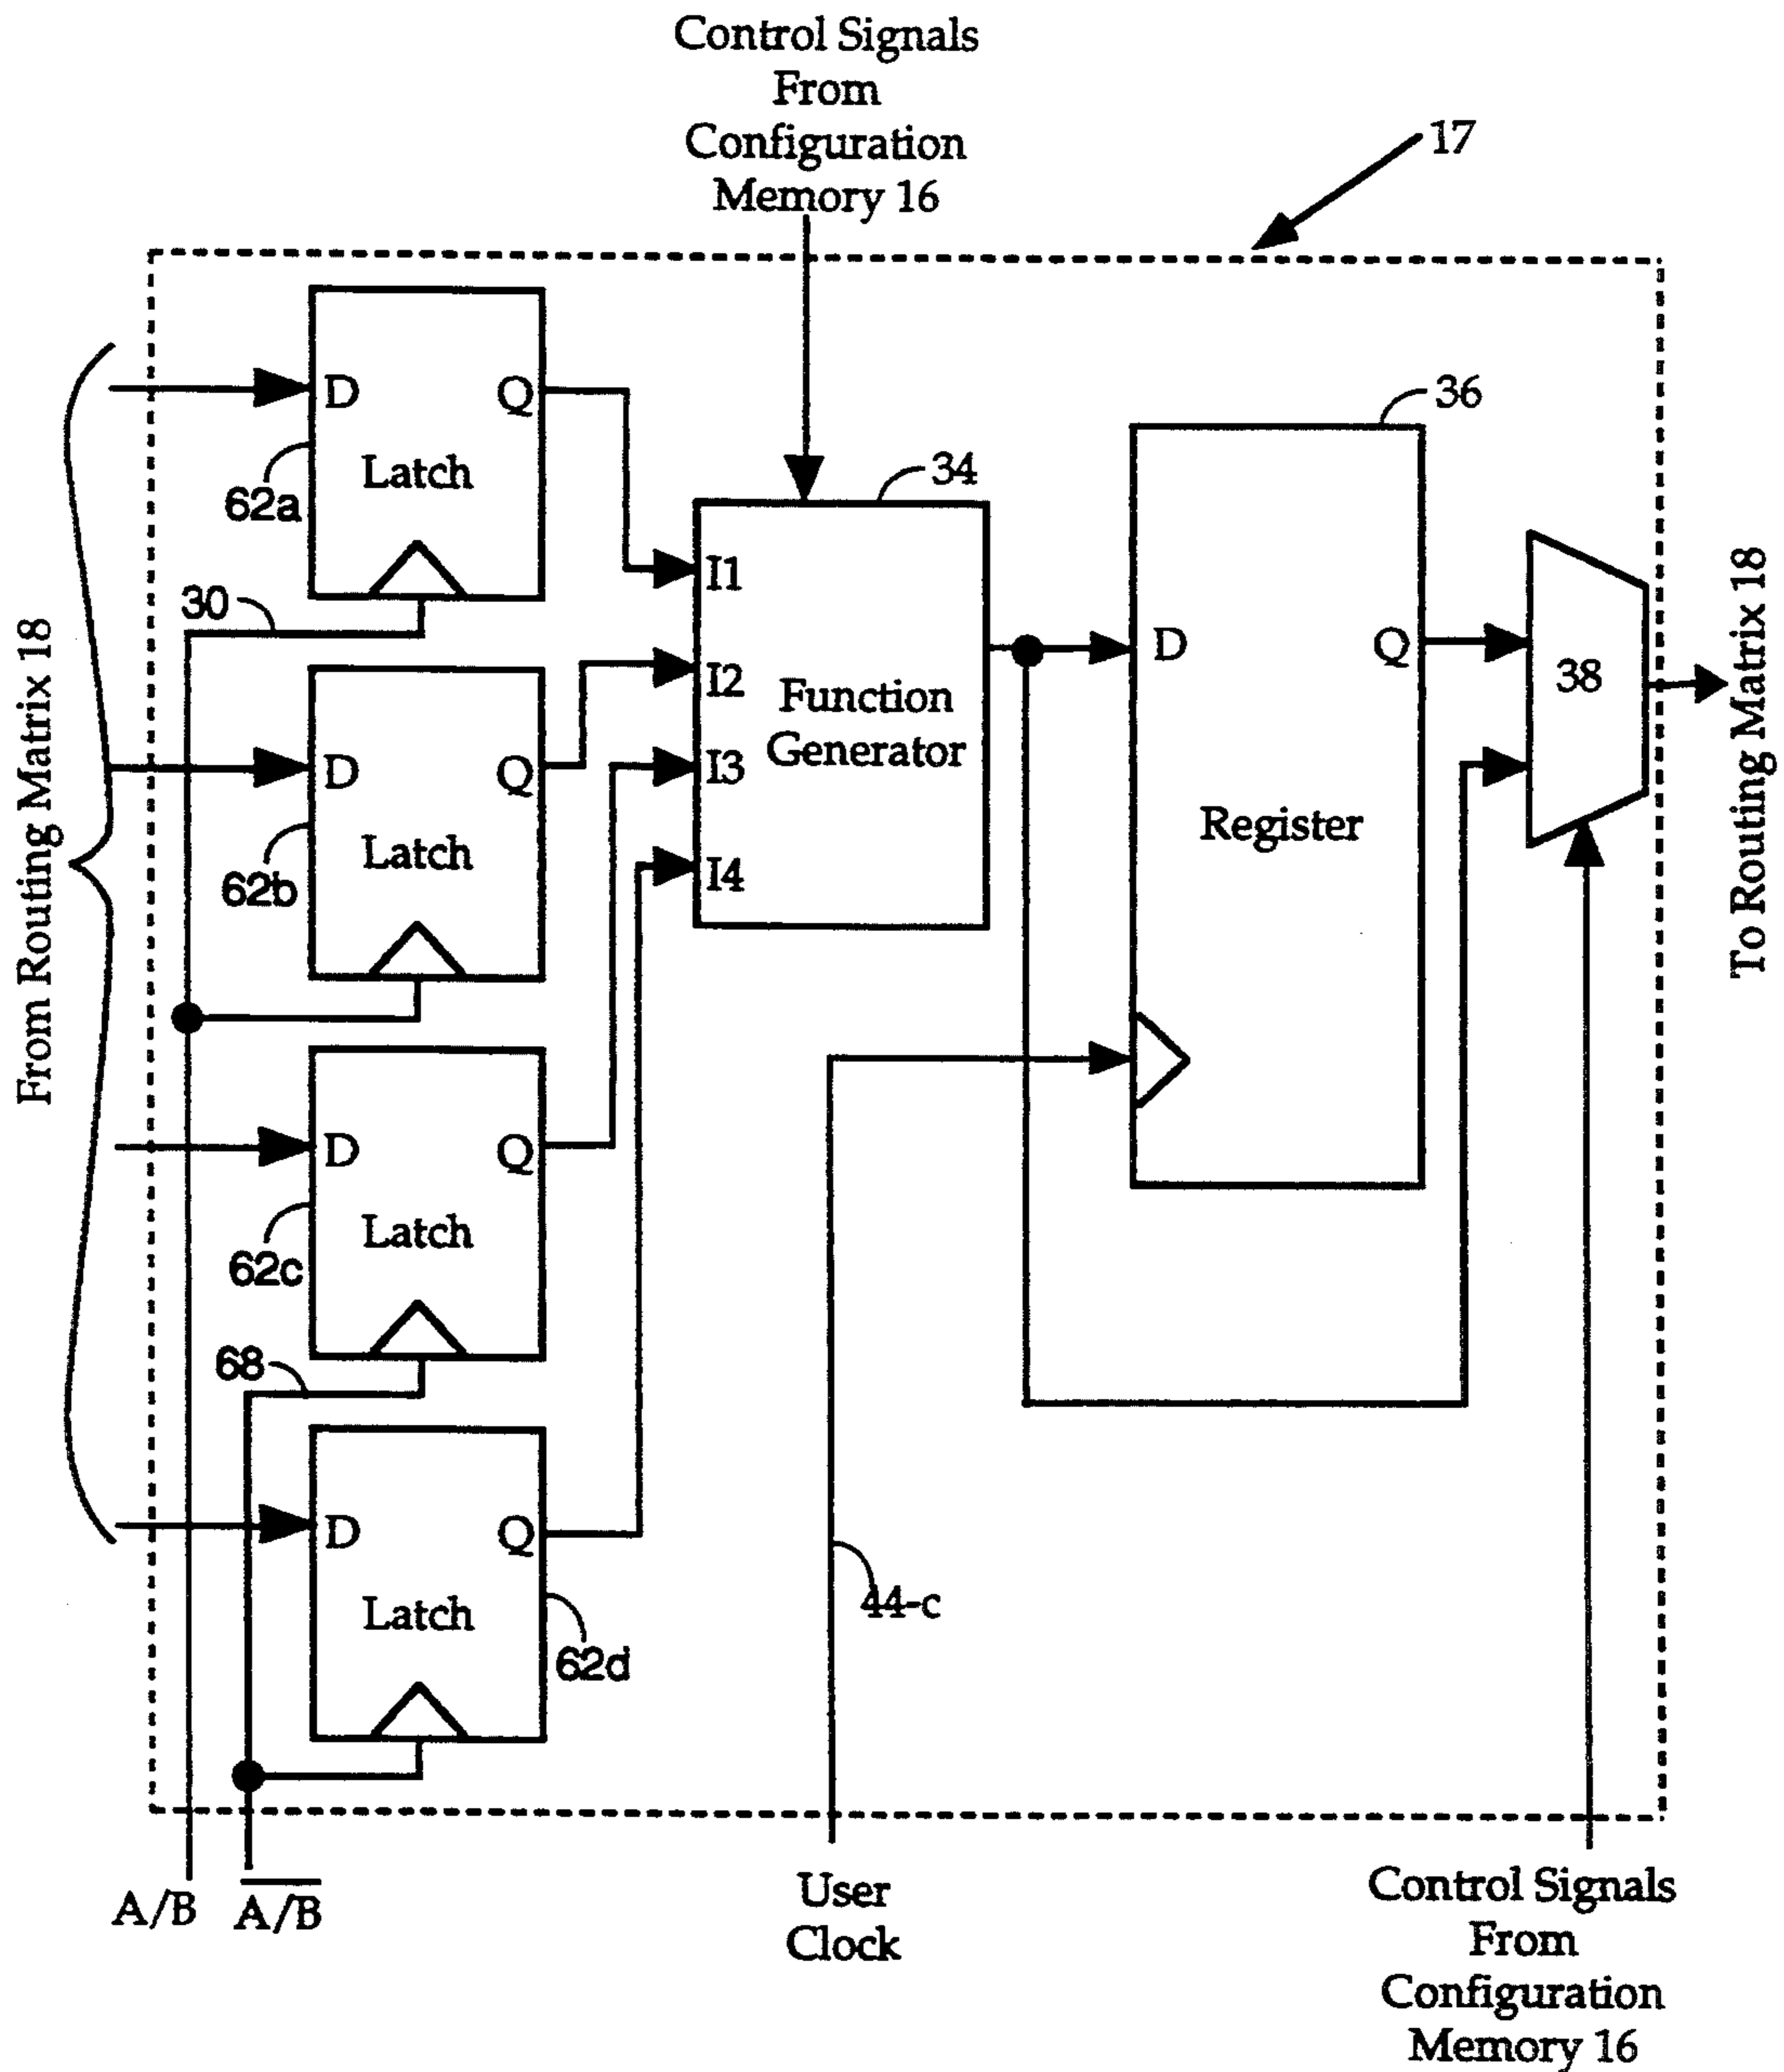 Control Signals
From
Configuration
Memory 16
17
From Routing Matrix 18
D
Q
Latch
62a
30
D
Q
Latch
62b
D
Q
Latch
62c
68
D
Q
Latch
62d
34
I1
I2
I3
I4
Function
Generator
36
D
Q
Register
38
To Routing Matrix 18
44-c
A/B
A/B
User
Clock
Control Signals
From
Configuration
Memory 16